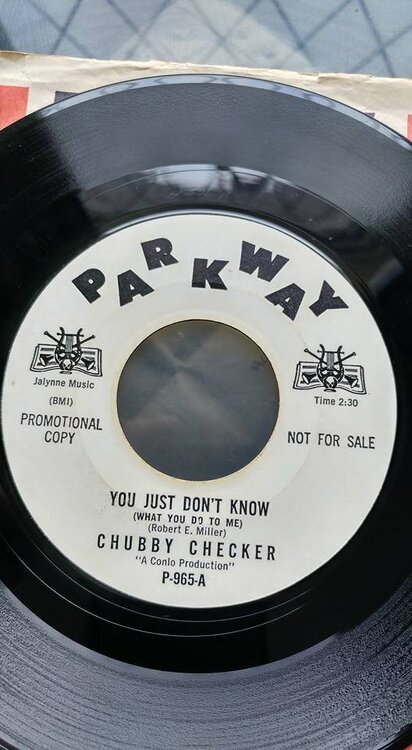 PARKWAY
Jalynne Music
(BMI)
Time 2:30
PROMOTIONAL
COPY
NOT FOR SALE
YOU JUST DON'T KNOW
(WHAT YOU DO TO ME)
(Robert E. Miller)
CHUBBY CHECKER
"A Conlo Production"
P-965-A